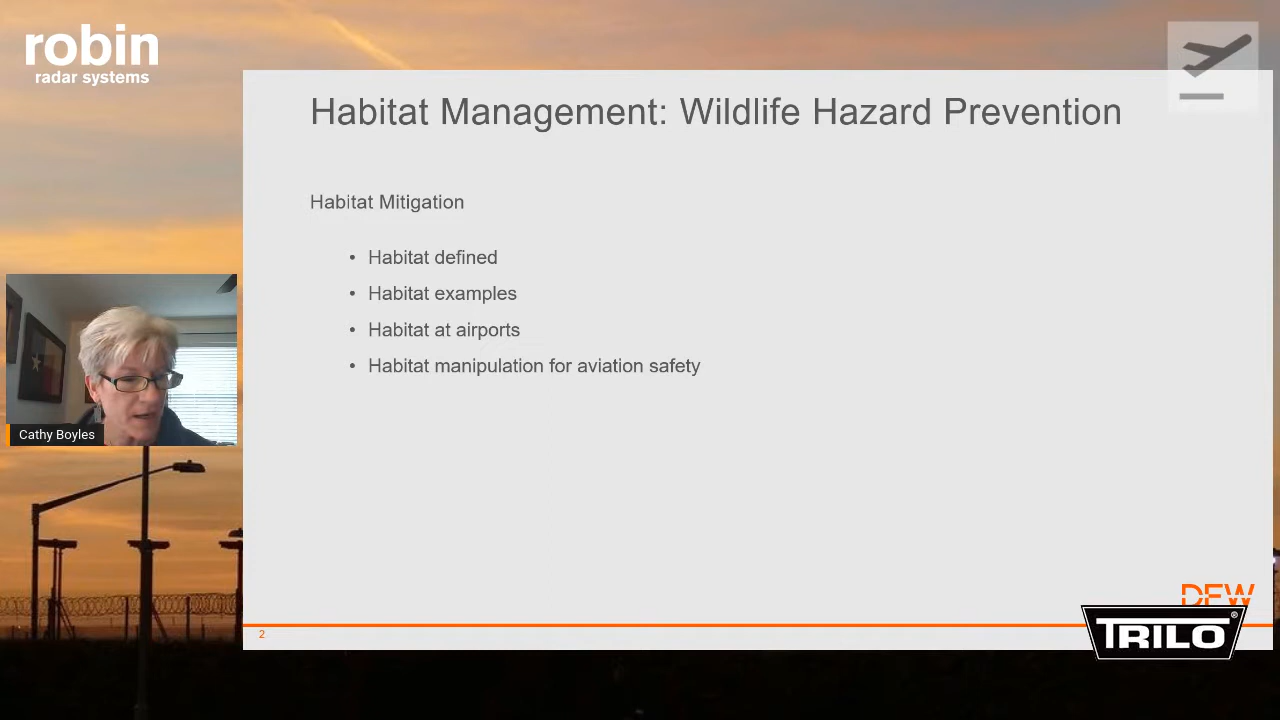 robin
radar systems
Habitat Management: Wildlife Hazard Prevention
Habitat Mitigation
• Habitat defined
• Habitat examples
• Habitat at airports
• Habitat manipulation for aviation safety
Cathy Boyles
DFW
2
TRILO®